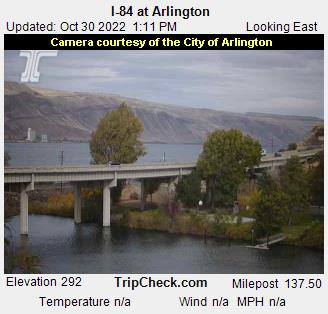 I-84 at Arlington
Updated: Oct 30 2022 1:11 PM Looking East
Camera courtesy of the City of Arlington
Elevation 292 TripCheck.com Milepost 137.50
Temperature n/a Wind n/a MPH n/a